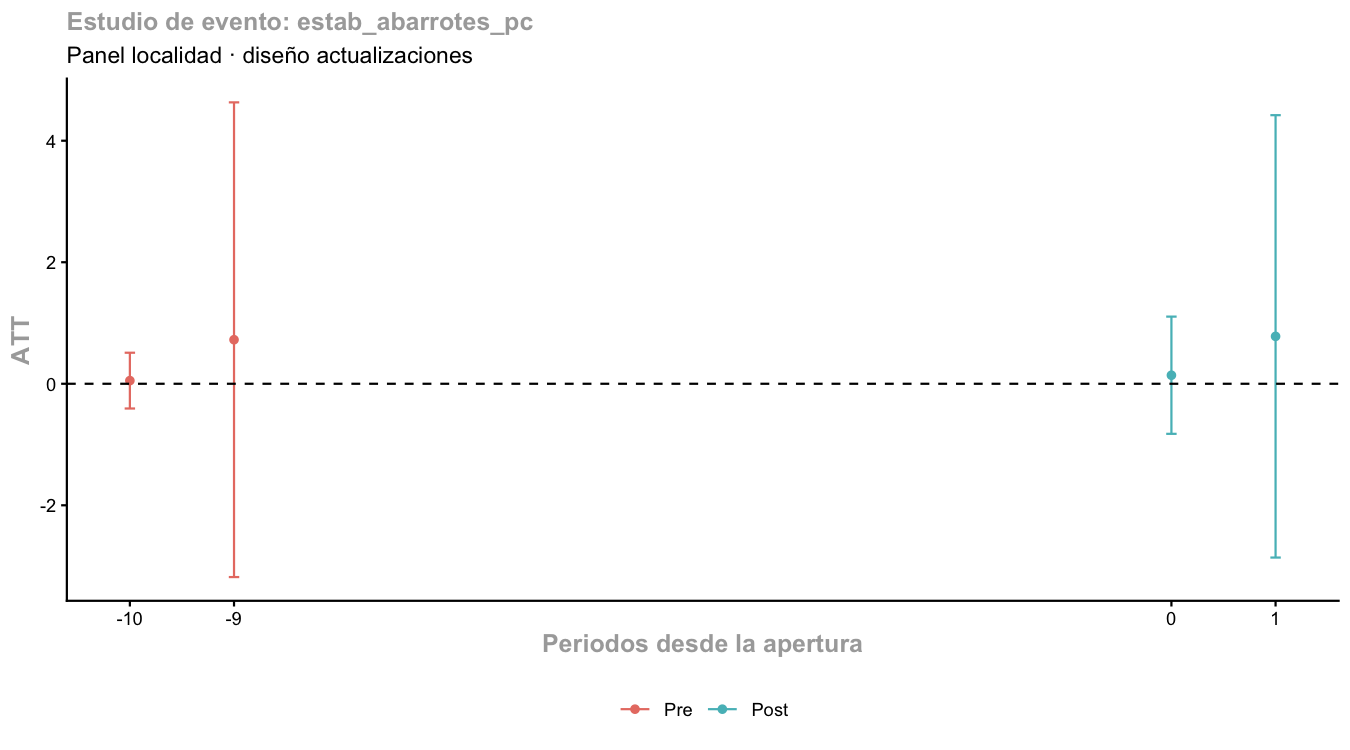 Estudio de evento: estab_abarrotes_pc
Panel localidad · diseño actualizaciones
ATT
4
2
0
-2
-10 -9 0 1
Periodos desde la apertura
Pre Post